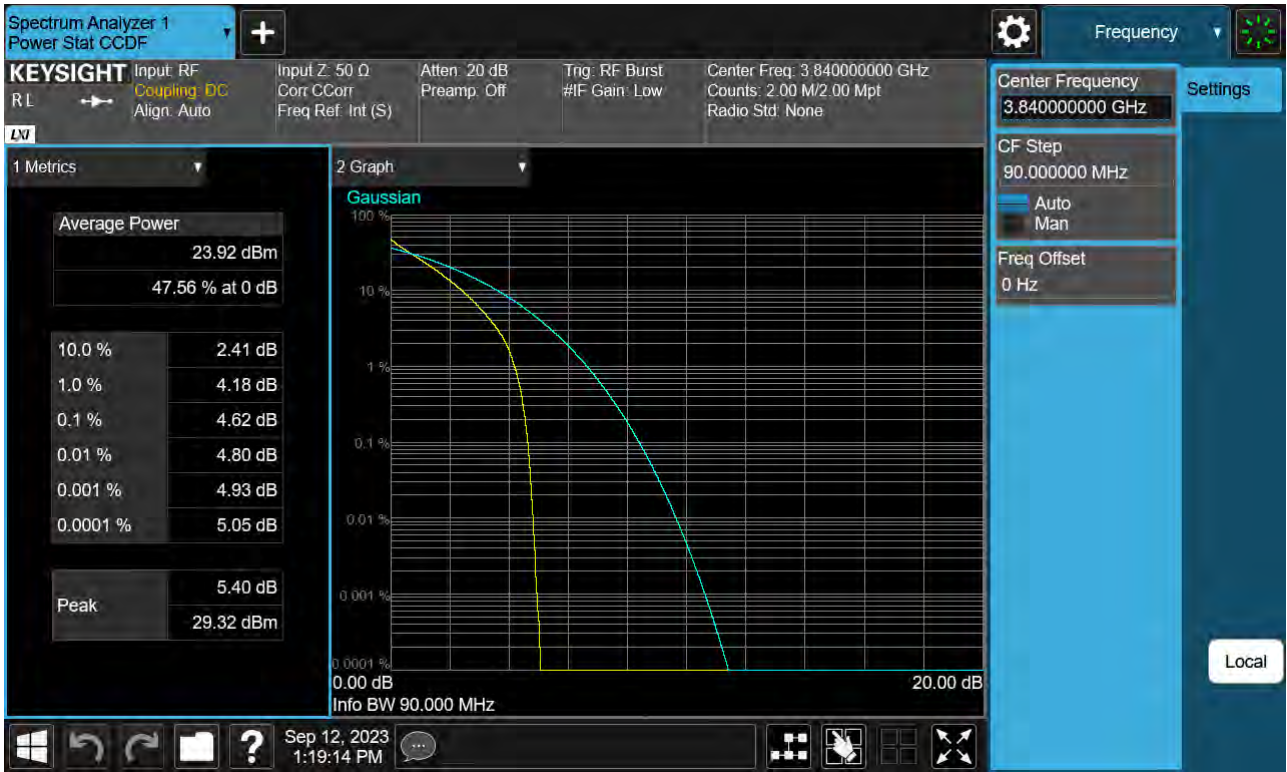 Spectrum Analyzer 1
Power Stat CCDF
+
Frequency
KEYSIGHT
RL
LXI
Input: RF
Coupling: DC
Align: Auto
Input Z: 50 Ω
Corr CCorr
Freq Ref: Int (S)
Atten: 20 dB
Preamp: Off
Trig: RF Burst
#IF Gain: Low
Center Freq: 3.840000000 GHz
Counts: 2.00 M/2.00 Mpt
Radio Std: None
Center Frequency
3.840000000 GHz
Settings
CF Step
90.000000 MHz
Auto
Man
Freq Offset
0 Hz
Local
1 Metrics
Average Power
23.92 dBm
47.56 % at 0 dB
10.0 % 2.41 dB
1.0 % 4.18 dB
0.1 % 4.62 dB
0.01 % 4.80 dB
0.001 % 4.93 dB
0.0001 % 5.05 dB
Peak
5.40 dB
29.32 dBm
2 Graph
Gaussian
100 %
10 %
1 %
0.1 %
0.01 %
0.001 %
0.0001 %
0.00 dB 20.00 dB
Info BW 90.000 MHz
?
Sep 12, 2023
1:19:14 PM